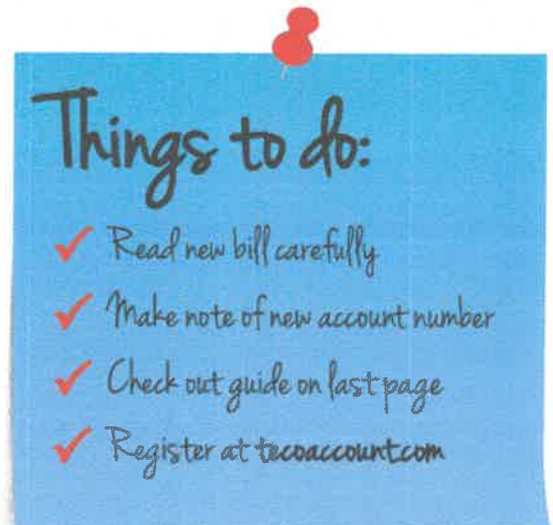 Things to do:
Read new bill carefully
Make note of new account number
Check out guide on last page
Register at tecoaccount.com